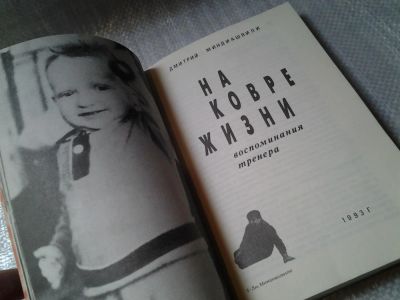 ДМИТРИЙ МИНДИАШВИЛИ
НА
КОВРЕ
ЖИЗНИ
воспоминания
тренера
1993 г.